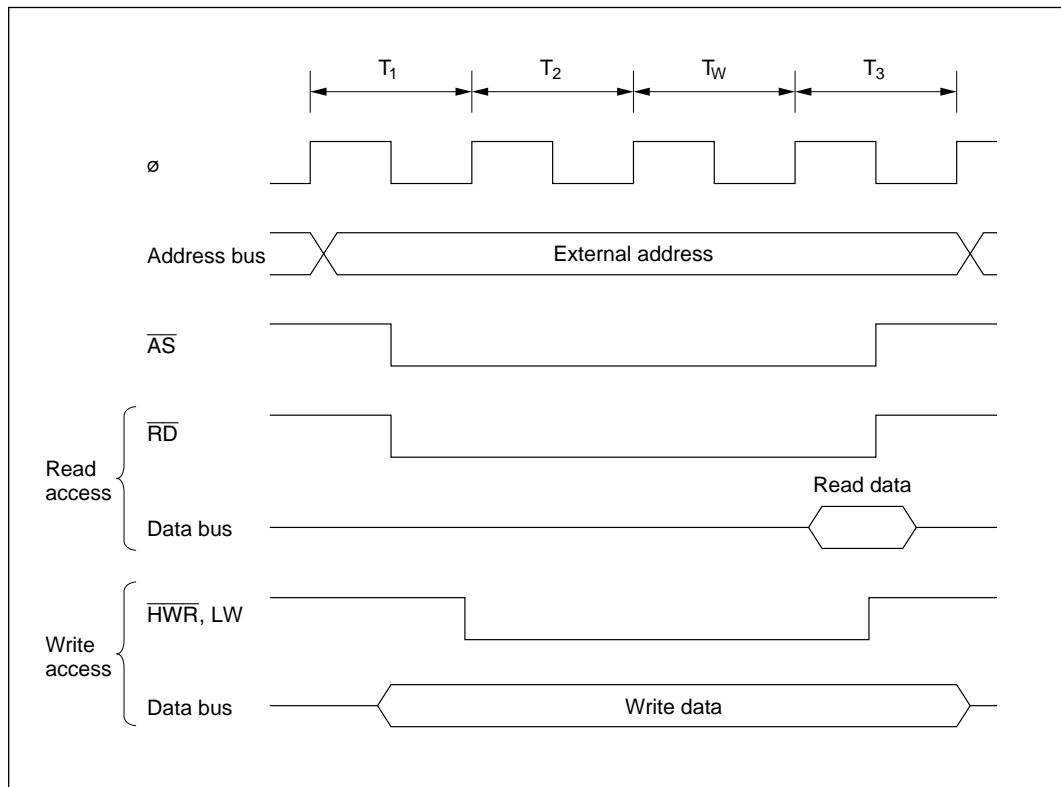 T1 T2 TW T3
ø
Address bus External address
AS
RD
Read access
Read data
Data bus
HWR, LW
Write access
Data bus Write data